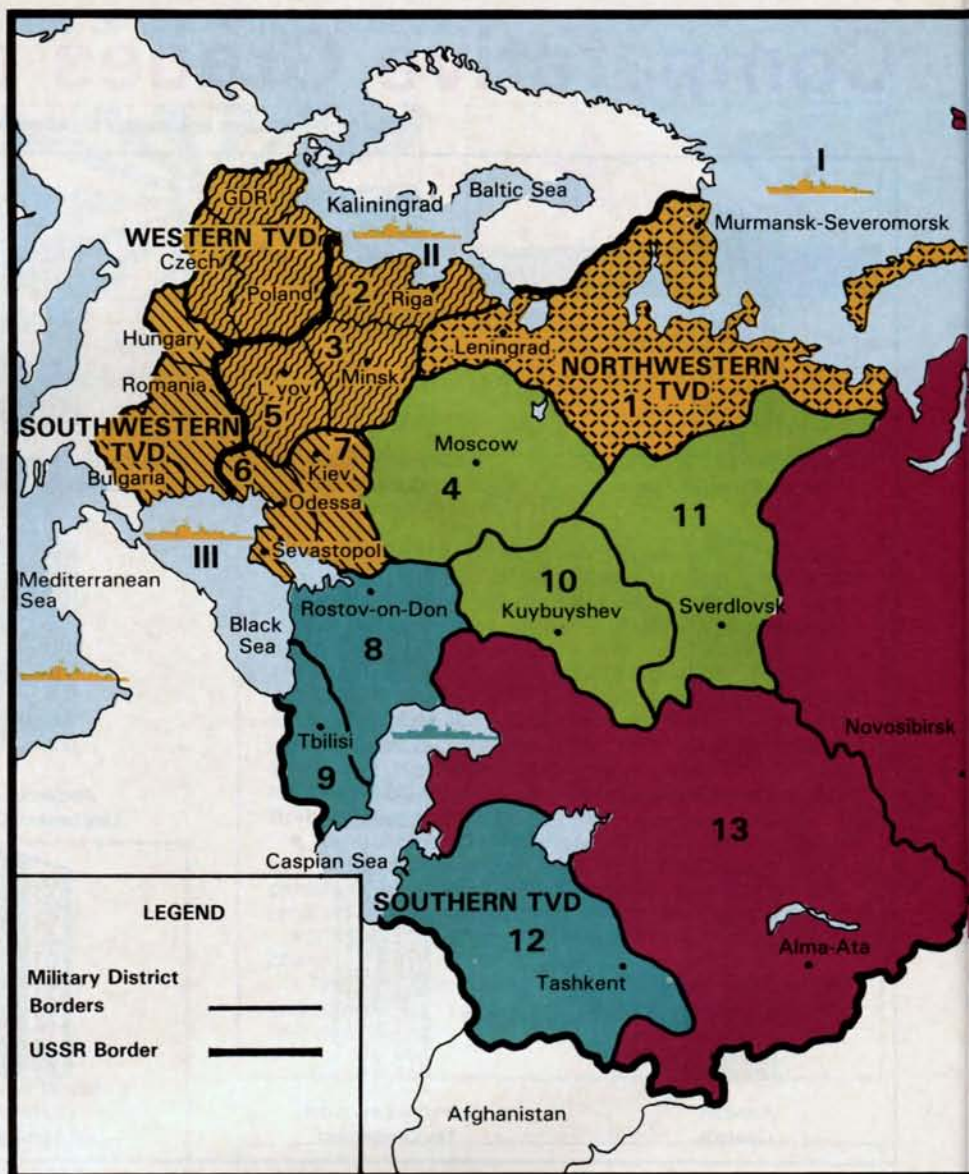 I
GDR
Kaliningrad
Baltic Sea
Murmansk-Severomorsk
WESTERN TVD
II
Czech
2
Riga
Poland
Hungary
3
Leningrad
NORTHWESTERN
TVD
Minsk
L'vov
1
Romania
5
SOUTHWESTERN
TVD
7
Moscow
6
Kiev
4
Bulgaria
Odessa
11
III
Sevastopol
Mediterranean
Sea
10
Rostov-on-Don
Kuybuyshev
Sverdlovsk
Black
Sea
8
Novosibirsk
Tbilisi
9
13
Caspian Sea
SOUTHERN TVD
12
Alma-Ata
Tashkent
Afghanistan
LEGEND
Military District
Borders
USSR Border